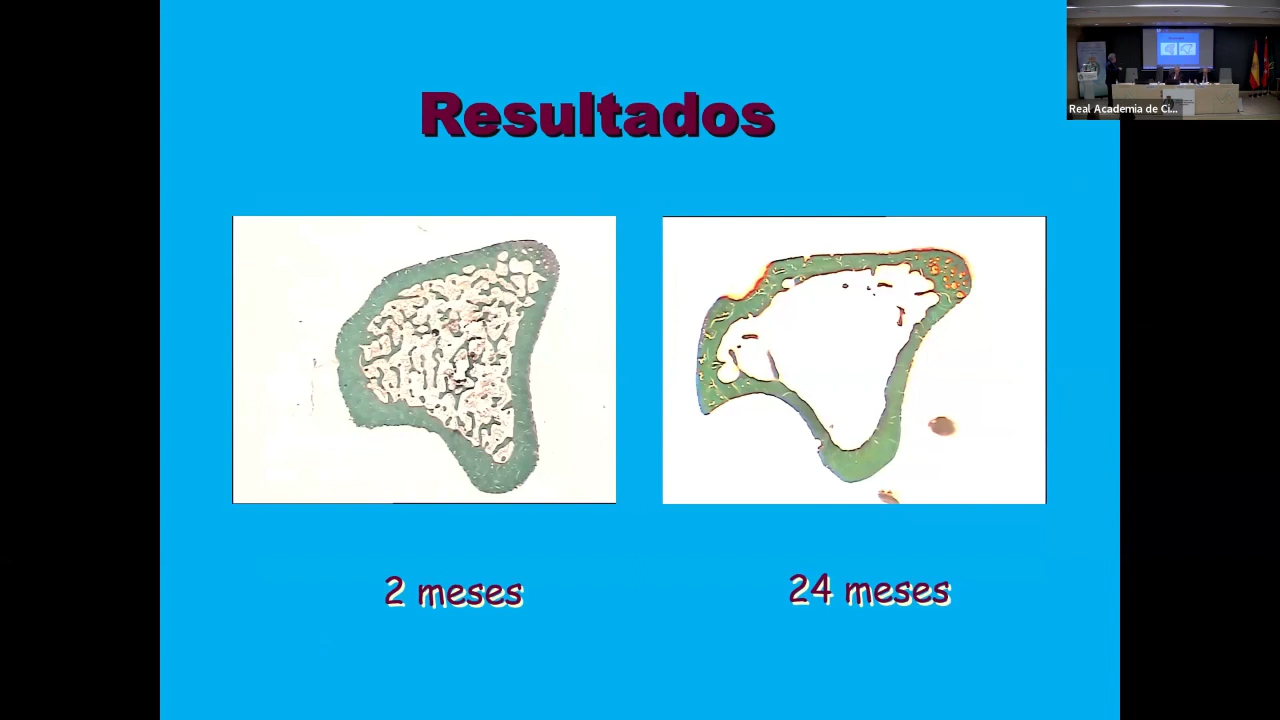 Resultados
2 meses
24 meses
Real Academia de Ci...